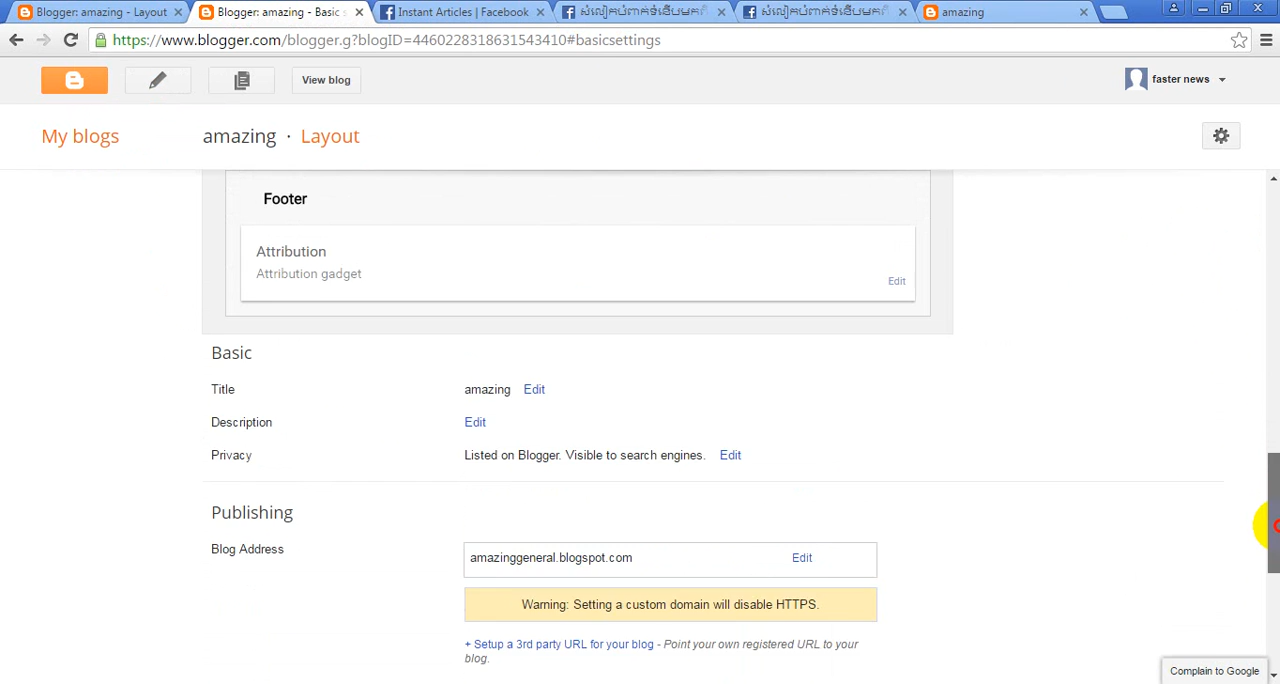 Blogger: amazing - Layout
Blogger: amazing - Basic
Instant Articles | Facebook
amazing
https://www.blogger.com/blogger.g?blogID=4460228318631543410#basicsettings
View blog
faster news
My blogs
amazing · Layout
Footer
Attribution
Attribution gadget
Edit
Basic
Title
amazing Edit
Description
Edit
Privacy
Listed on Blogger. Visible to search engines. Edit
Publishing
Blog Address
amazinggeneral.blogspot.com Edit
Warning: Setting a custom domain will disable HTTPS.
+ Setup a 3rd party URL for your blog - Point your own registered URL to your
blog.
Complain to Google